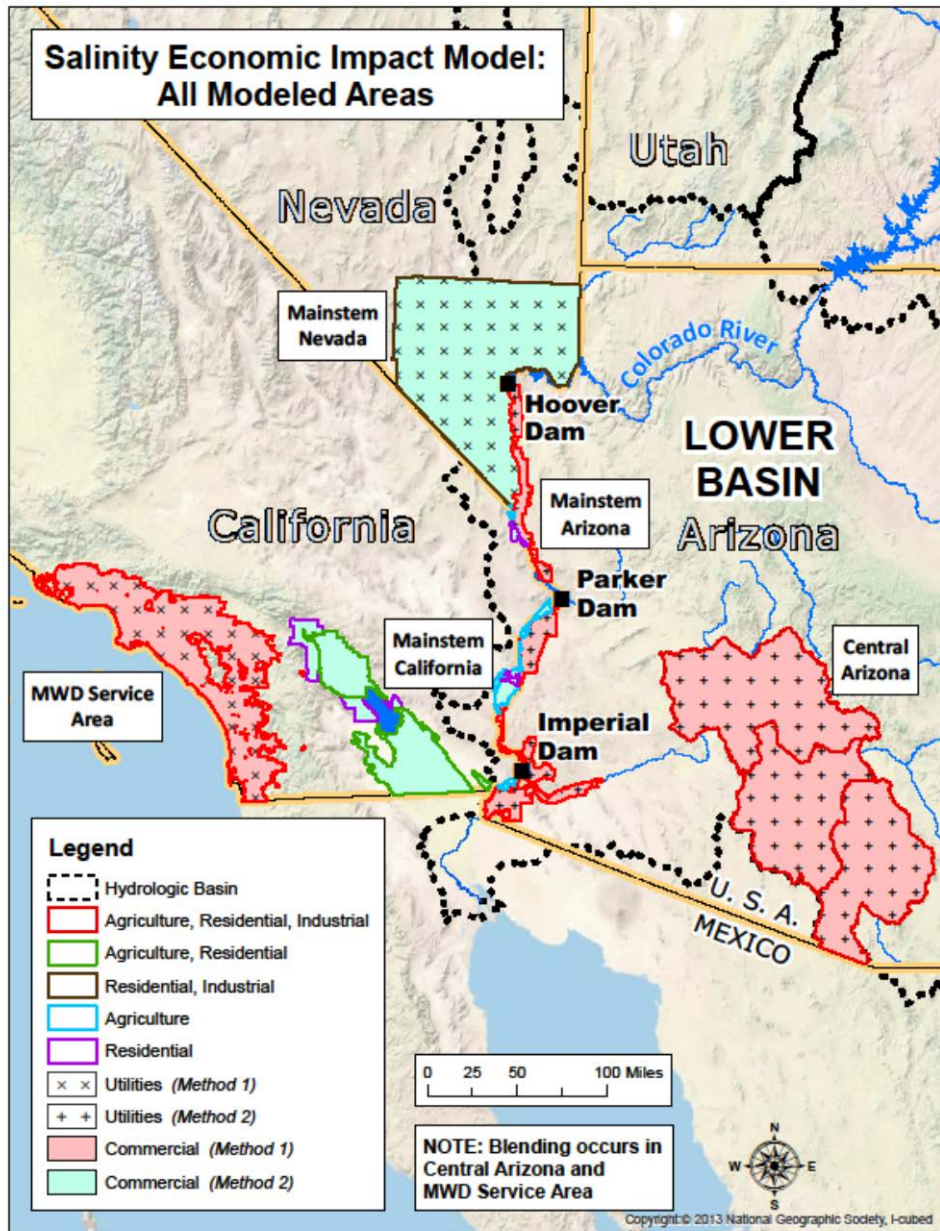 Salinity Economic Impact Model:
All Modeled Areas
Utah
Nevada
Mainstem
Nevada
Colorado River
Hoover
Dam
LOWER
BASIN
Mainstem
Arizona
California
Arizona
Parker
Dam
Mainstem
California
Central
Arizona
MWD Service
Area
Imperial
Dam
U. S. A.
MEXICO
Legend
Hydrologic Basin
Agriculture, Residential, Industrial
Agriculture, Residential
Residential, Industrial
Agriculture
Residential
× × Utilities (Method 1)
+ + Utilities (Method 2)
Commercial (Method 1)
Commercial (Method 2)
0 25 50 100 Miles
NOTE: Blending occurs in
Central Arizona and
MWD Service Area
N
W E
S
Copyright:© 2013 National Geographic Society, i-cubed